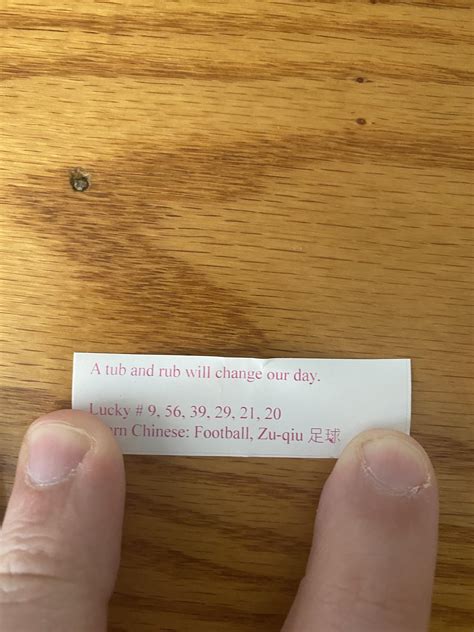 A tub and rub will change our day.
Lucky # 9, 56, 39, 29, 21, 20
Chinese: Football, Zu-qiu 足球